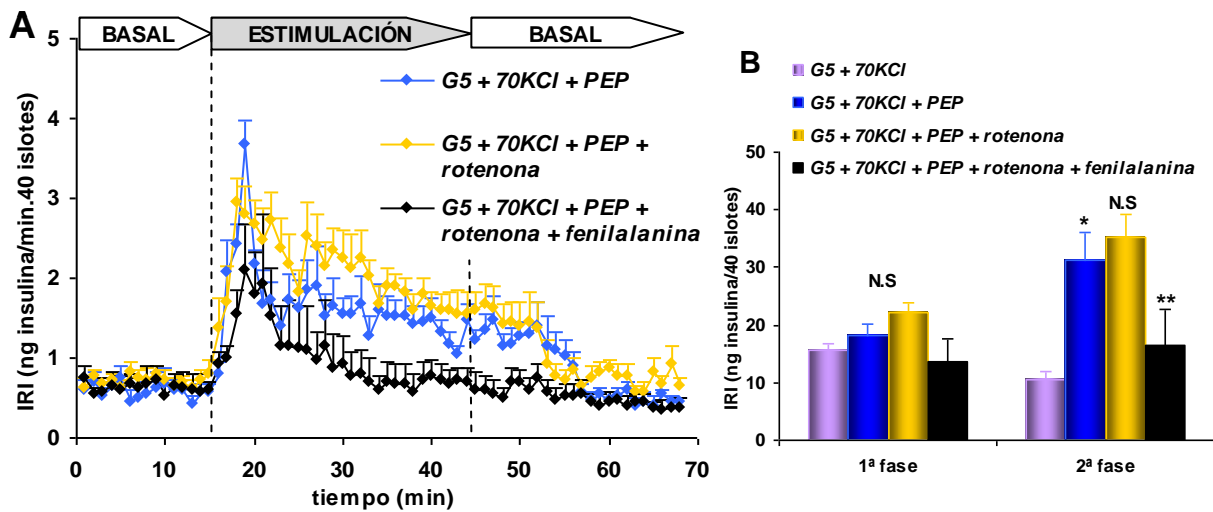 A
BASAL
ESTIMULACIÓN
BASAL
IRI (ng insulina/min.40 islotes)
5
4
3
2
1
0
G5 + 70KCl + PEP
G5 + 70KCl + PEP +
rotenona
G5 + 70KCl + PEP +
rotenona + fenilalanina
0 10 20 30 40 50 60 70
tiempo (min)
B
G5 + 70KCl
G5 + 70KCl + PEP
G5 + 70KCl + PEP + rotenona
G5 + 70KCl + PEP + rotenona + fenilalanina
IRI (ng insulina/40 islotes)
50
40
30
20
10
0
N.S
*
N.S
**
1ª fase
2ª fase